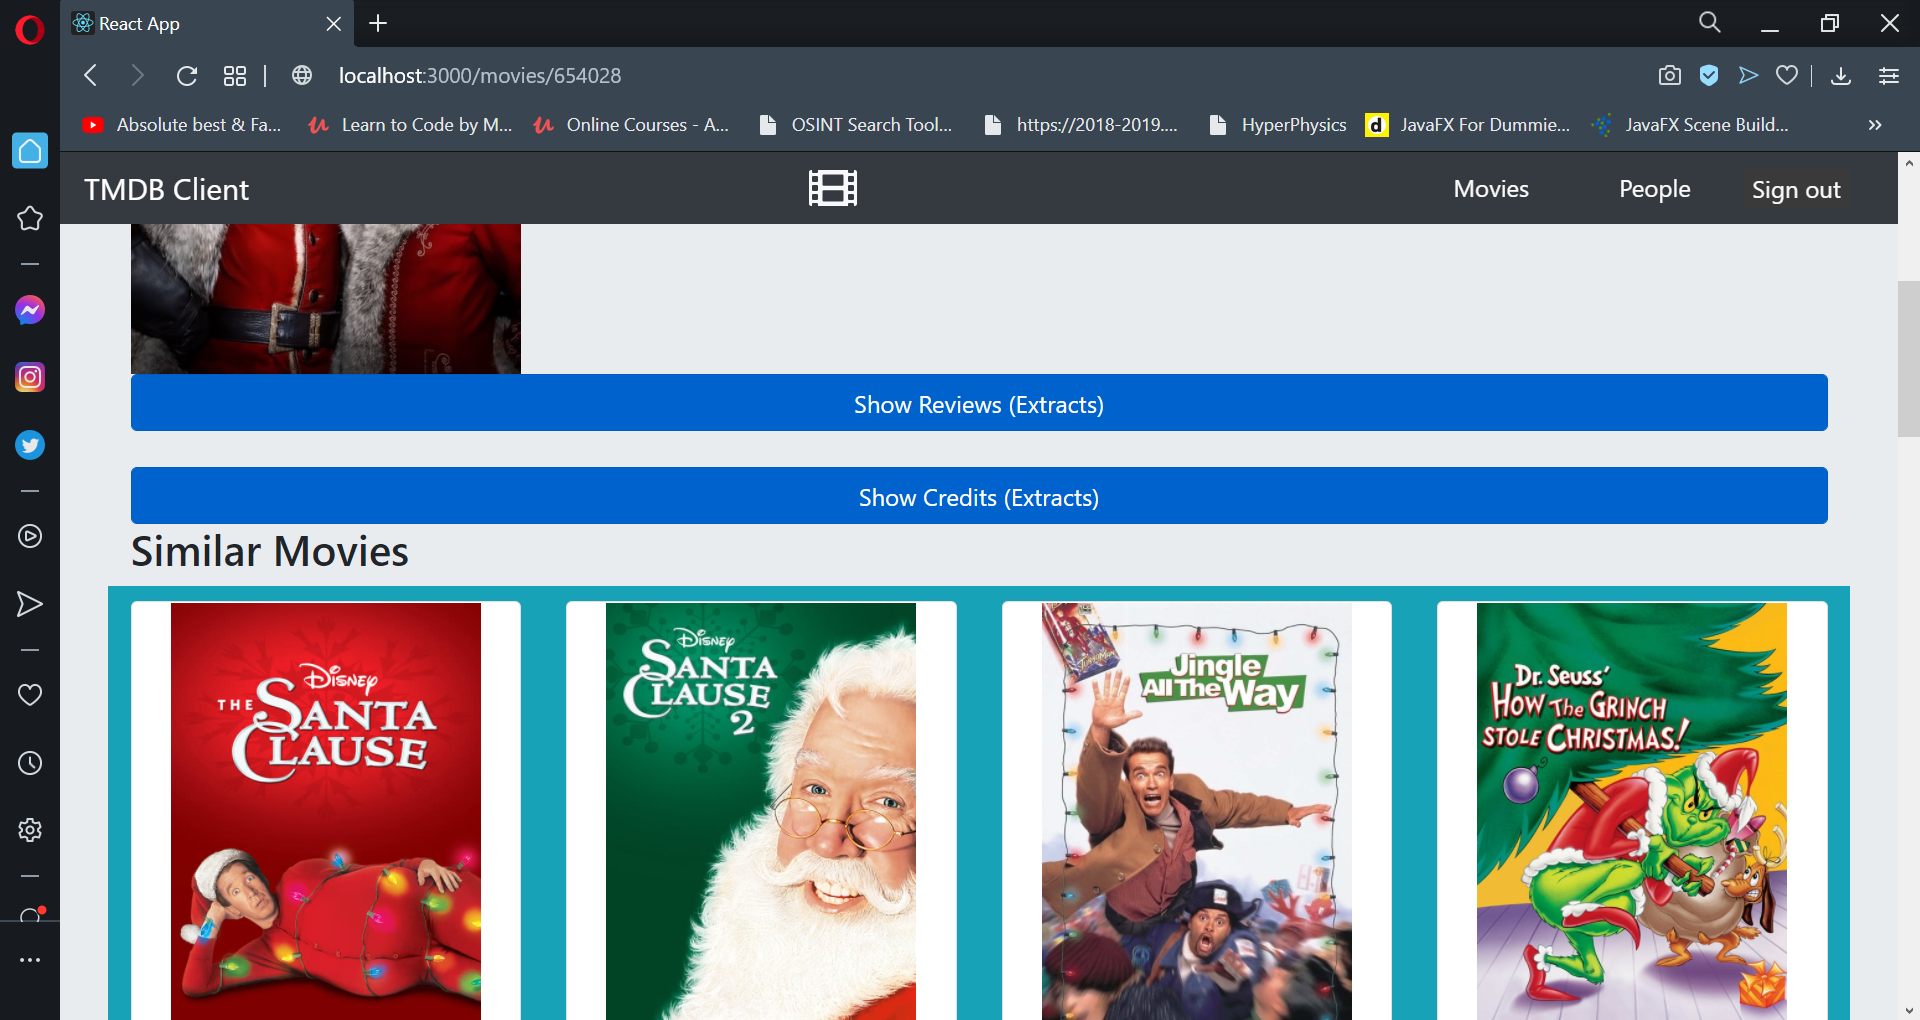 React App
localhost:3000/movies/654028
Absolute best & Fa...
Learn to Code by M...
Online Courses - A...
OSINT Search Tool...
https://2018-2019....
HyperPhysics
d
JavaFX For Dummie...
JavaFX Scene Build...
TMDB Client
Movies
People
Sign out
Show Reviews (Extracts)
Show Credits (Extracts)
Similar Movies
Disney
THE SANTA
CLAUSE
Disney
SANTA
CLAUSE
2
Jingle
All The Way
Dr. Seuss'
How The GRINCH
STOLE CHRISTMAS!